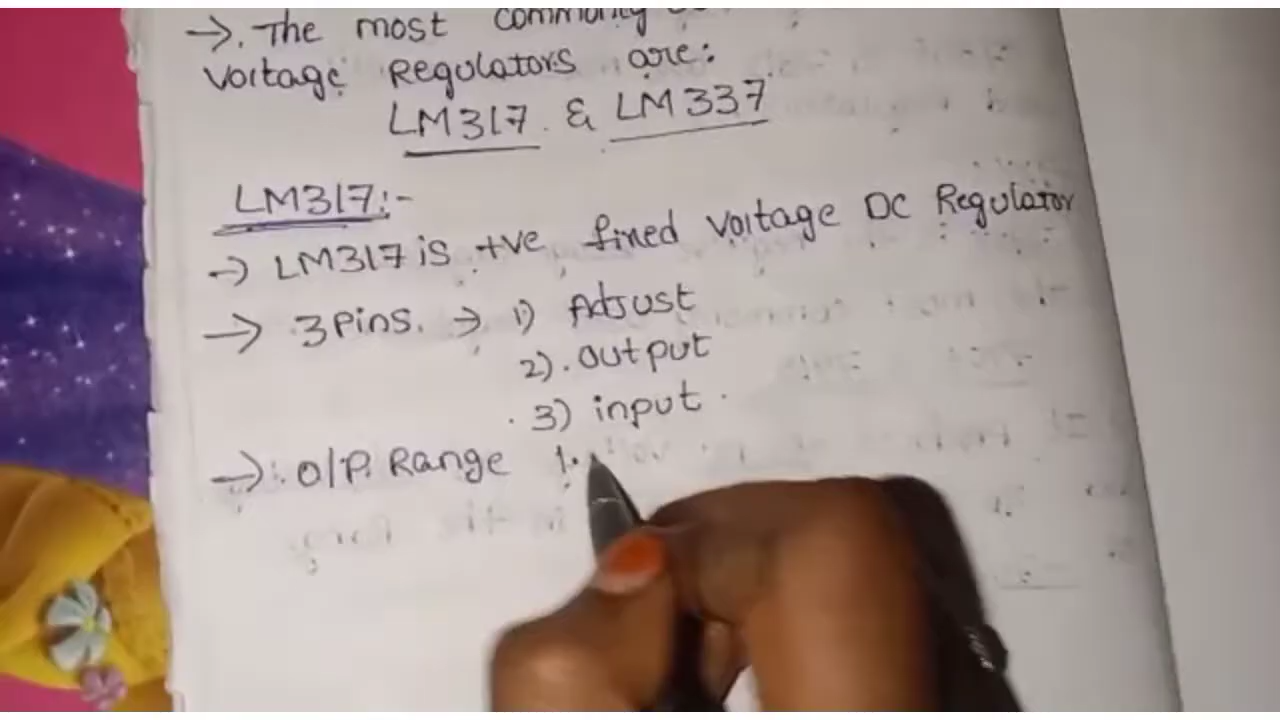 →. The most commonly
Voltage Regulators are:
LM317 & LM337
LM317:-
→ LM317 is +ve fixed voltage DC Regulator
→ 3 Pins. → 1) Adjust
2). output
3) input.
→ O/P. Range 1.